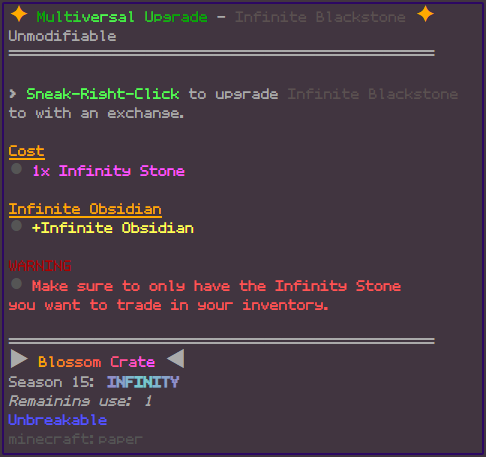 ✦ Multiversal Upgrade - Infinite Blackstone ✦
Unmodifiable
› Sneak-Right-Click to upgrade Infinite Blackstone
to with an exchange.
Cost
● 1x Infinity Stone
Infinite Obsidian
● +Infinite Obsidian
WARNING
● Make sure to only have the Infinity Stone
you want to trade in your inventory.
▶ Blossom Crate ◀
Season 15: INFINITY
Remaining use: 1
Unbreakable
minecraft:paper